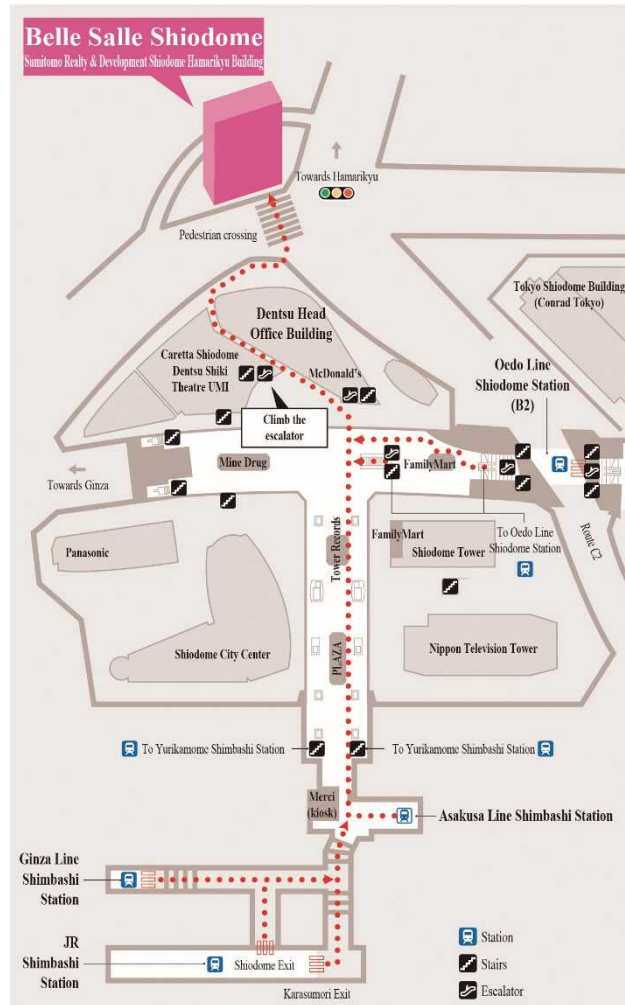 Belle Salle Shiodome
Sumitomo Realty & Development Shiodome Hamarikyu Building
Towards Hamarikyu
Pedestrian crossing
Tokyo Shiodome Building
(Conrad Tokyo)
Dentsu Head
Office Building
Caretta Shiodome
Dentsu Shiki
Theatre UMI
McDonald's
Oedo Line
Shiodome Station
(B2)
Climb the
escalator
Mine Drug
FamilyMart
Towards Ginza
Route C2
FamilyMart
Shiodome Tower
To Oedo Line
Shiodome Station
Tower Records
Panasonic
Shiodome City Center
PLAZA
Nippon Television Tower
To Yurikamome Shimbashi Station
To Yurikamome Shimbashi Station
Merci
(kiosk)
Asakusa Line Shimbashi Station
Ginza Line
Shimbashi
Station
JR
Shimbashi
Station
Shiodome Exit
Karasumori Exit
Station
Stairs
Escalator